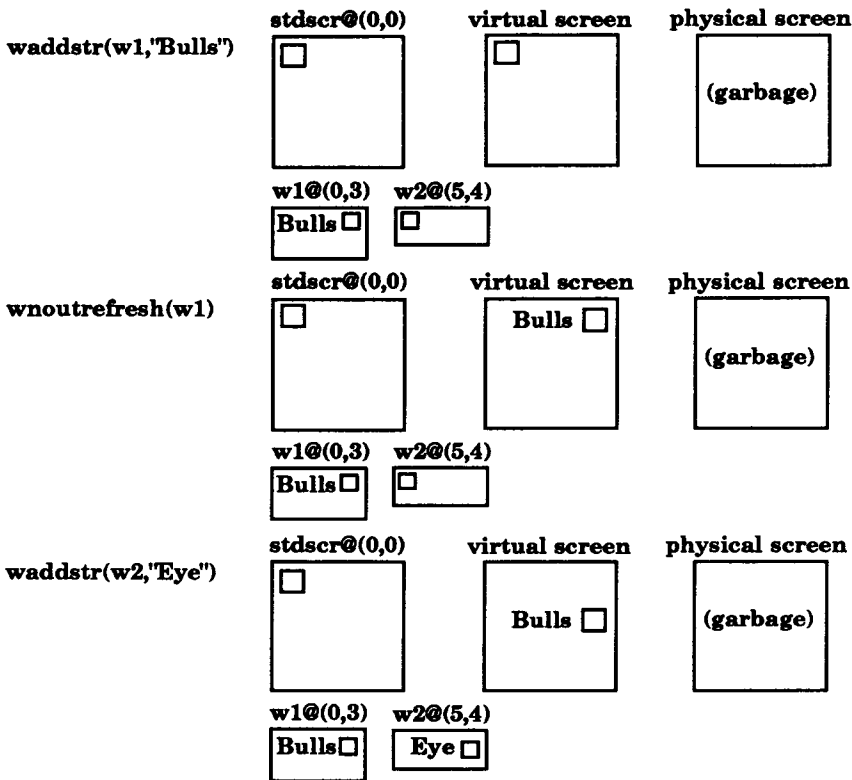 stdscr@(0,0) virtual screen physical screen
waddstr(w1,"Bulls")
(garbage)
w1@(0,3) w2@(5,4)
Bulls
stdscr@(0,0) virtual screen physical screen
wnoutrefresh(w1)
Bulls
(garbage)
w1@(0,3) w2@(5,4)
Bulls
stdscr@(0,0) virtual screen physical screen
waddstr(w2,"Eye")
Bulls (garbage)
w1@(0,3) w2@(5,4)
Bulls Eye